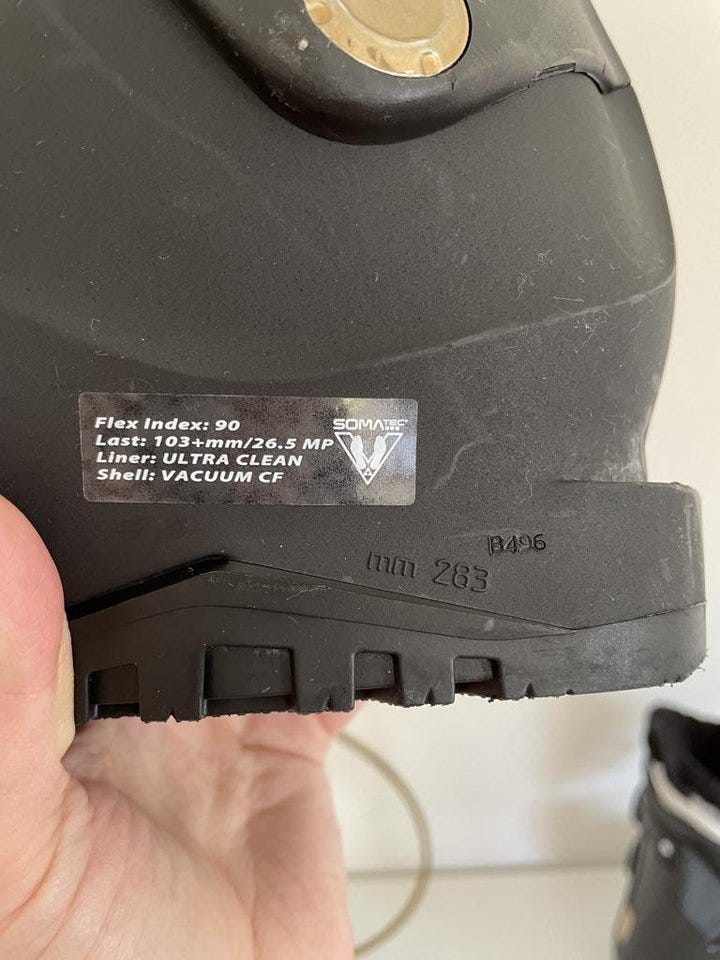 Flex Index: 90
Last: 103+mm/26.5 MP
Liner: ULTRA CLEAN
Shell: VACUUM CF
SOMATEC
B496
mm 283